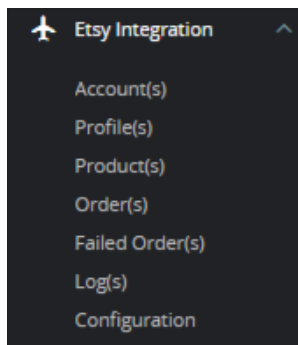 Etsy Integration
Account(s)
Profile(s)
Product(s)
Order(s)
Failed Order(s)
Log(s)
Configuration